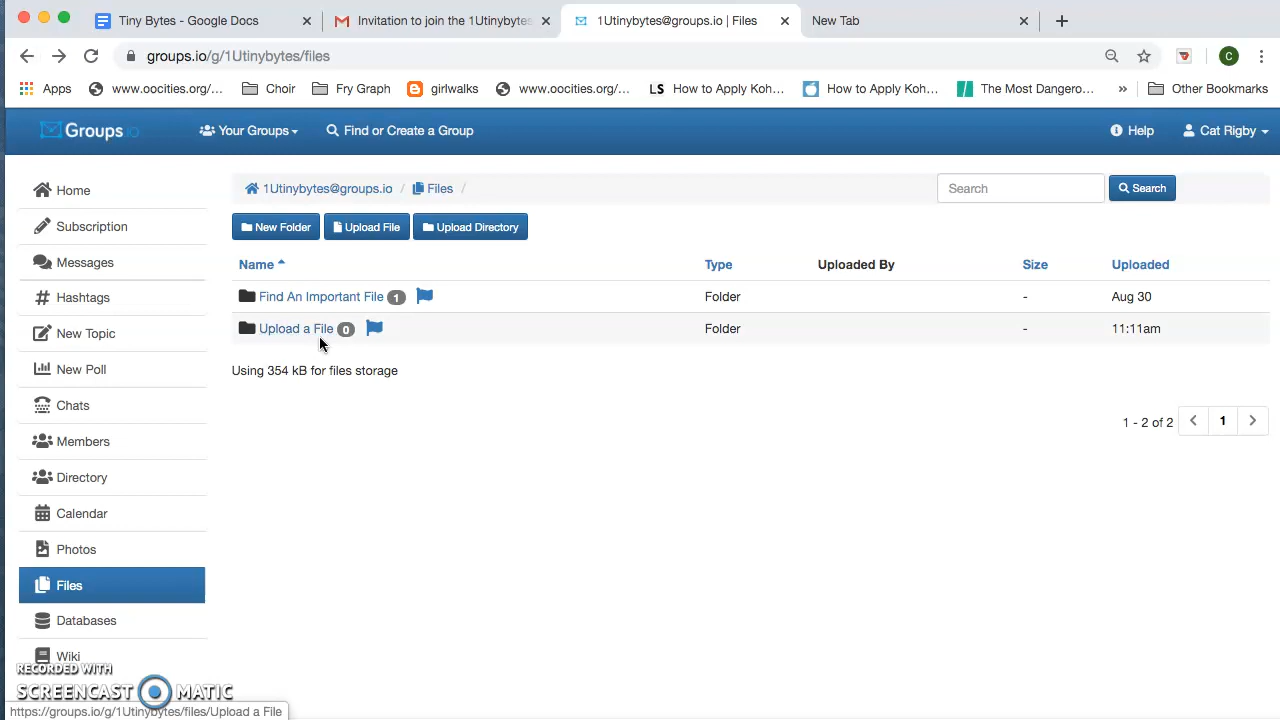 Tiny Bytes - Google Docs
Invitation to join the 1Utinybytes
1Utinybytes@groups.io | Files
New Tab
groups.io/g/1Utinybytes/files
C
Apps
www.oocities.org/...
Choir
Fry Graph
girlwalks
www.oocities.org/...
LS How to Apply Koh...
How to Apply Koh...
The Most Dangero...
»
Other Bookmarks
Groups.io
Your Groups
Find or Create a Group
Help
Cat Rigby
Home
Subscription
Messages
Hashtags
New Topic
New Poll
Chats
Members
Directory
Calendar
Photos
Files
Databases
Wiki
1Utinybytes@groups.io / Files /
Search
Search
New Folder
Upload File
Upload Directory
Name Type Uploaded By Size Uploaded
Find An Important File 1 Folder - Aug 30
Upload a File 0 Folder - 11:11am
Using 354 kB for files storage
1 - 2 of 2
1
RECORDED WITH
SCREENCAST MATIC
https://groups.io/g/1Utinybytes/files/Upload a File